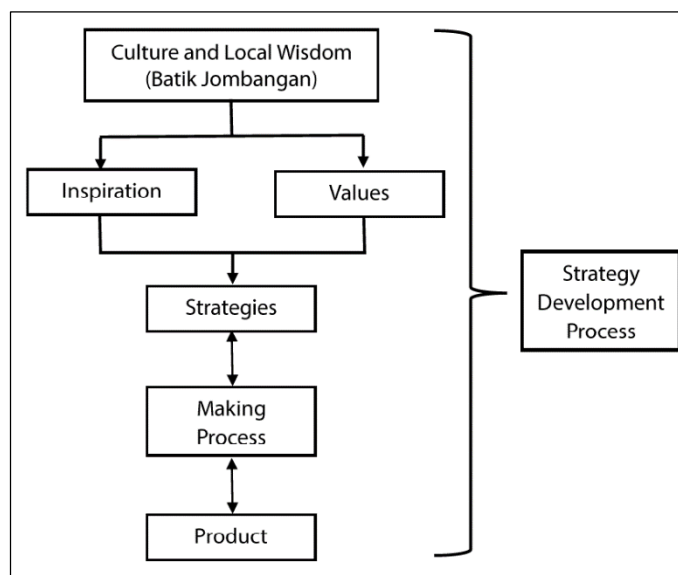 Culture and Local Wisdom
(Batik Jombangan)
Inspiration
Values
Strategies
Making
Process
Product
Strategy
Development
Process